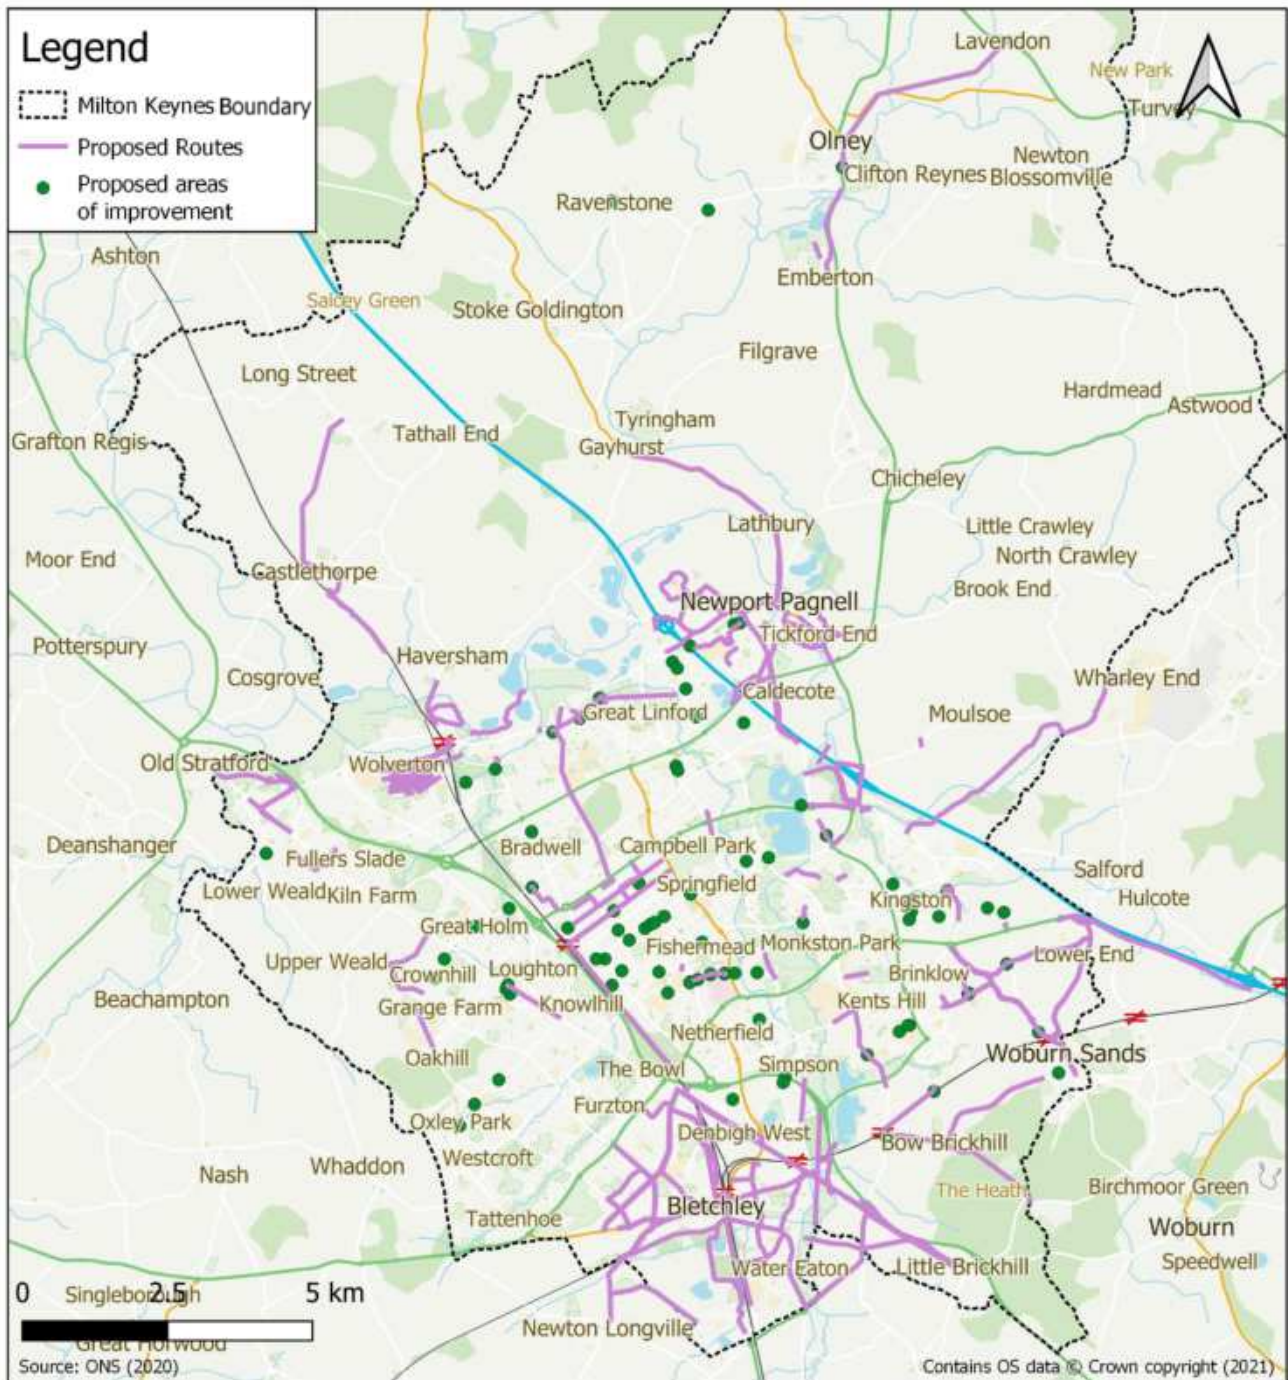 Legend
Milton Keynes Boundary
Proposed Routes
Proposed areas
of improvement
Lavendon
New Park
Turvey
Olney
Clifton Reynes
Newton
Blossomville
Ravenstone
Ashton
Emberton
Salcey Green
Stoke Goldington
Filgrave
Long Street
Hardmead
Astwood
Tyringham
Grafton Regis
Tathall End
Gayhurst
Chicheley
Lathbury
Little Crawley
North Crawley
Moor End
Castlethorpe
Brook End
Newport Pagnell
Tickford End
Potterspury
Haversham
Cosgrove
Wharley End
Caldecote
Great Linford
Moulsoe
Old Stratford
Wolverton
Deanshanger
Bradwell
Campbell Park
Fullers Slade
Salford
Springfield
Lower Weald
Kiln Farm
Hulcote
Kingston
Great Holm
Fishermead
Monkston Park
Lower End
Upper Weald
Crownhill
Loughton
Brinklow
Beachampton
Grange Farm
Knowlhill
Kents Hill
Netherfield
Oakhill
Woburn Sands
The Bowl
Simpson
Furzton
Oxley Park
Denbigh West
Bow Brickhill
Westcroft
Whaddon
Nash
The Heath
Birchmoor Green
Bletchley
Tattenhoe
Woburn
Speedwell
Water Eaton
Little Brickhill
0 2.5 5 km
Singleborough
Newton Longville
Great Horwood
Source: ONS (2020)
Contains OS data © Crown copyright (2021)